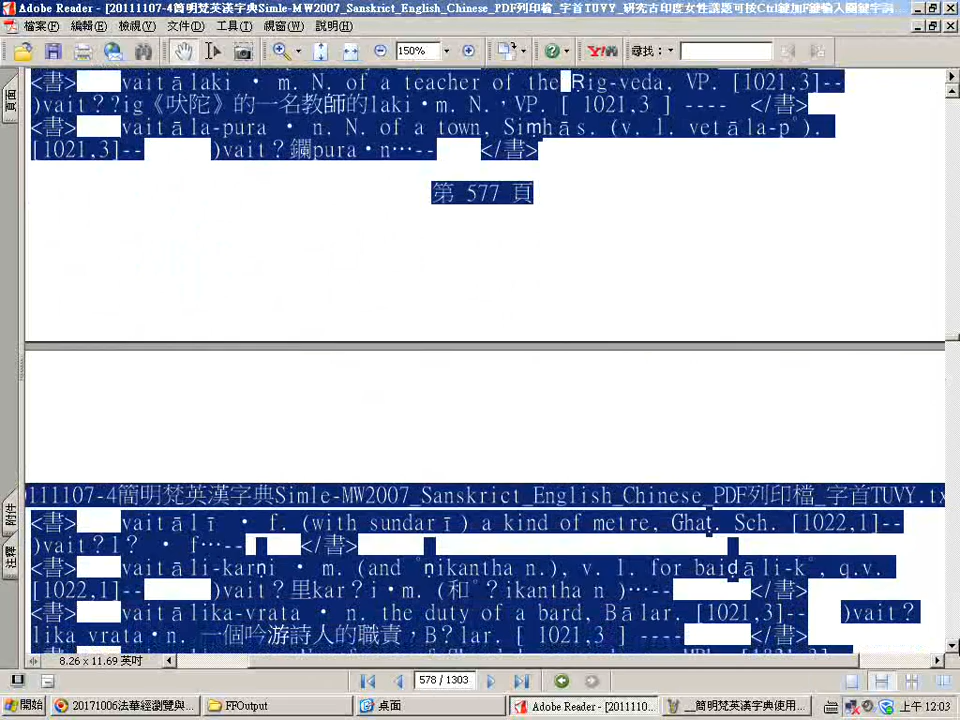 Adobe Reader - [20111107-4簡明梵英漢字典Simle-MW2007_Sanskrict_English_Chinese_PDF列印檔_字首TUVY_研究古印度女性議題可按Ctrl鍵加F鍵輸入關鍵字詞
檔案(F) 編輯(E) 檢視(V) 文件(D) 工具(T) 視窗(W) 說明(H)
150% Y! 尋找:
頁面
<書> vaitālaki • m. N. of a teacher of the Rig-veda, VP. [1021,3]--
)vait??ig《吠陀》的一名教師的laki•m. N.,VP. [ 1021.3 ] ---- </書>
<書> vaitāla-pura • n. N. of a town, Siṃhās. (v. l. vetāla-p°).
[1021,3]-- )vait?鑭pura•n…-- </書>
第 577 頁
111107-4簡明梵英漢字典Simle-MW2007_Sanskrict_English_Chinese_PDF列印檔_字首TUVY.tx
附件
<書> vaitālī • f. (with sundarī) a kind of metre, Ghaṭ. Sch. [1022,1]--
)vait?l? • f…-- </書>
<書> vaitāli-karṇi • m. (and °ṇikantha n.), v. l. for baiḍāli-k°, q.v.
[1022,1]-- )vait?里kar?i•m. (和°?ikantha n )…-- </書>
註釋
<書> vaitālika-vrata • n. the duty of a bard, Bālar. [1021,3]-- )vait?
lika vrata•n. 一個吟游詩人的職責,B?lar. [ 1021.3 ] ---- </書>
8.26 x 11.69 英吋
578 / 1303
開始 20171006法華經瀏覽與... FFOutput 桌面 Adobe Reader - [2011110... __簡明梵英字典使用... 上午 12:03